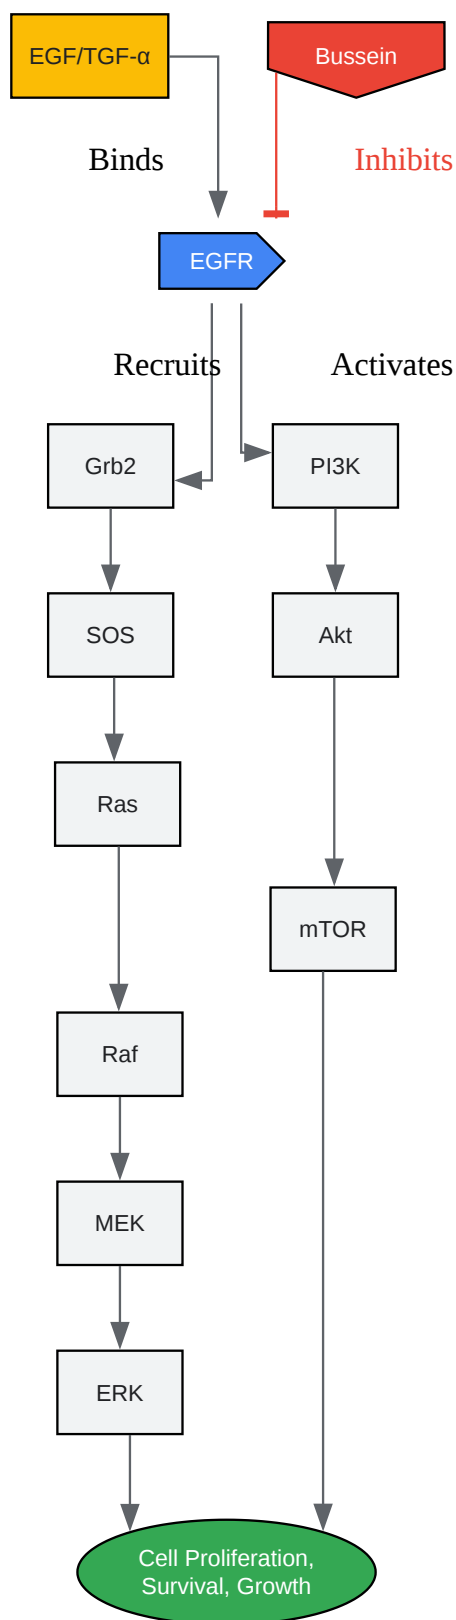 EGF/TGF-α
Bussein
Binds
Inhibits
EGFR
Recruits
Activates
Grb2
PI3K
SOS
Akt
Ras
mTOR
Raf
MEK
ERK
Cell Proliferation,
Survival, Growth